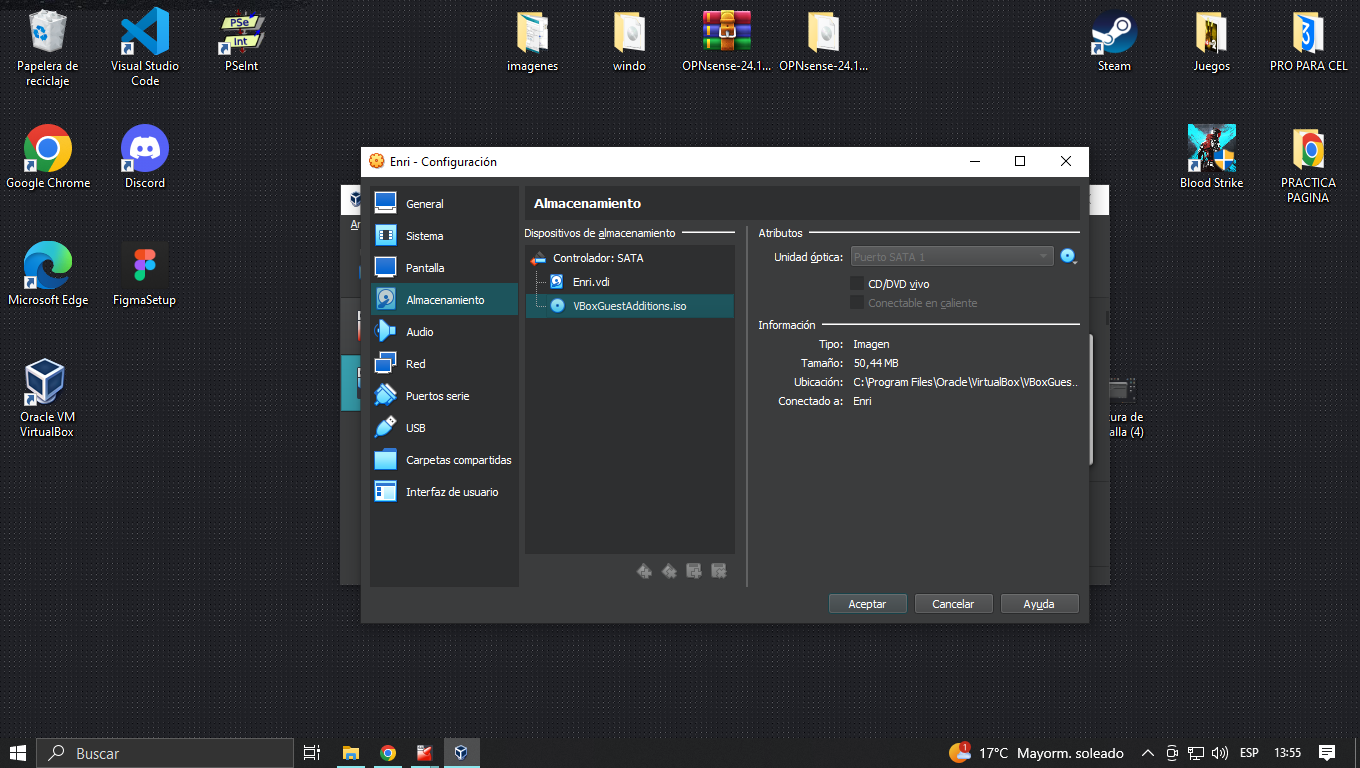 Papelera de
reciclaje
Visual Studio
Code
PSe
Int
PSeInt
imagenes
windo
OPNsense-24.1...
OPNsense-24.1...
Steam
Juegos
PRO PARA CEL
Google Chrome
Discord
Blood Strike
PRACTICA
PAGINA
Microsoft Edge
FigmaSetup
Oracle VM
VirtualBox
tura de
alla (4)
Enri - Configuración
General
Sistema
Pantalla
Almacenamiento
Audio
Red
Puertos serie
USB
Carpetas compartidas
Interfaz de usuario
Almacenamiento
Dispositivos de almacenamiento
Controlador: SATA
Enri.vdi
VBoxGuestAdditions.iso
Atributos
Unidad óptica: Puerto SATA 1
CD/DVD vivo
Conectable en caliente
Información
Tipo: Imagen
Tamaño: 50,44 MB
Ubicación: C:\Program Files\Oracle\VirtualBox\VBoxGues...
Conectado a: Enri
Aceptar
Cancelar
Ayuda
Buscar
1
17°C Mayorm. soleado
ESP
13:55